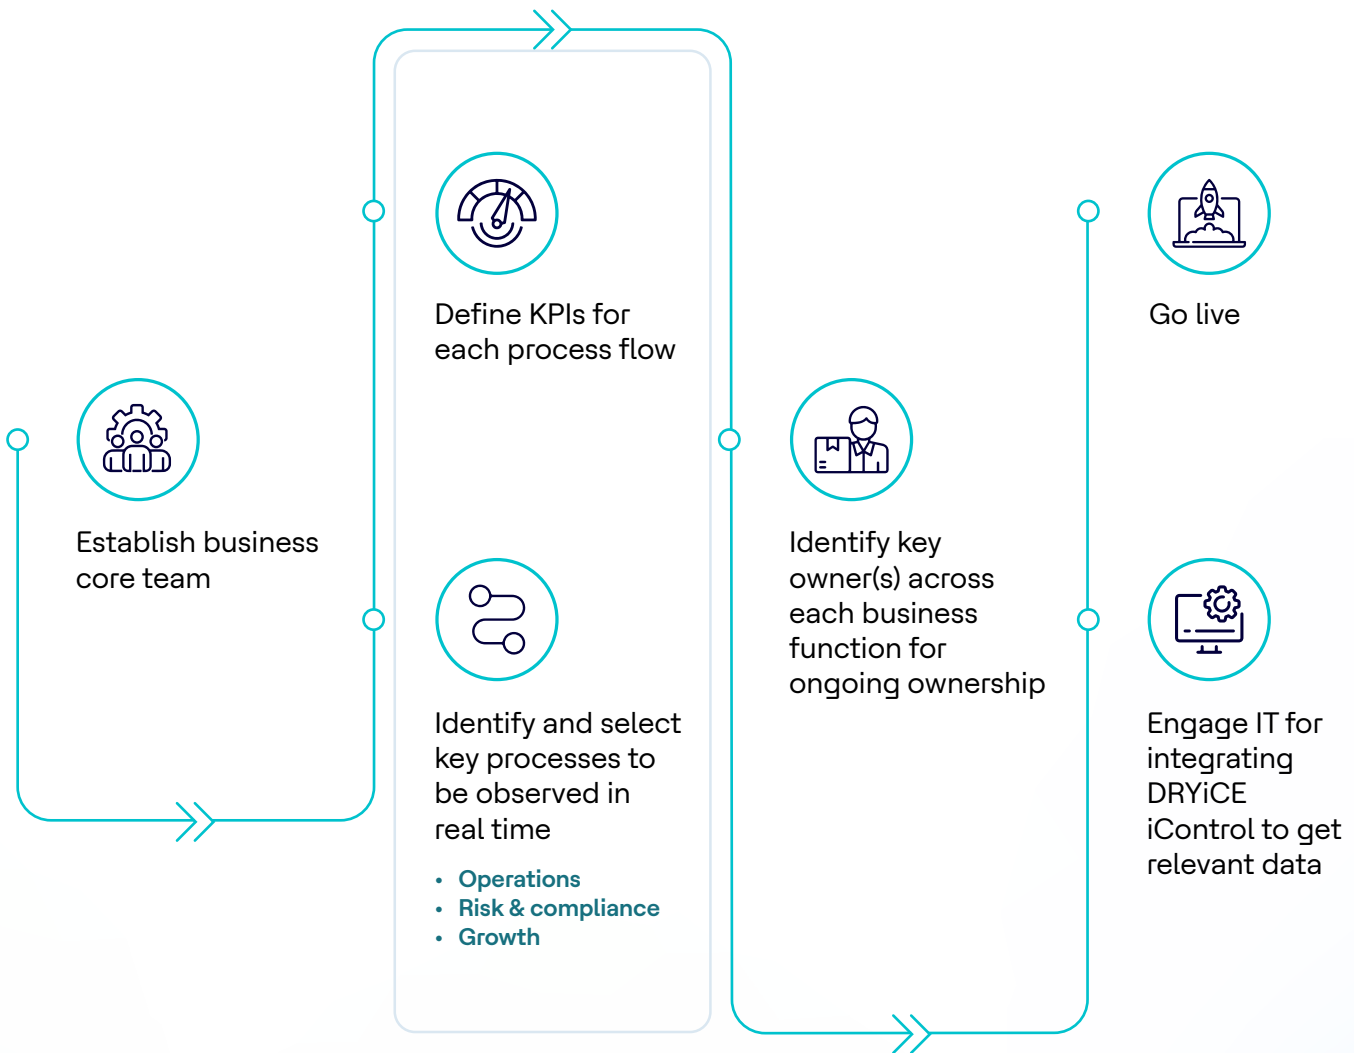 Define KPIs for
each process flow
Go live
Establish business
core team
Identify key
owner(s) across
each business
function for
ongoing ownership
Identify and select
key processes to
be observed in
real time
• Operations
• Risk & compliance
• Growth
Engage IT for
integrating
DRYiCE
iControl to get
relevant data